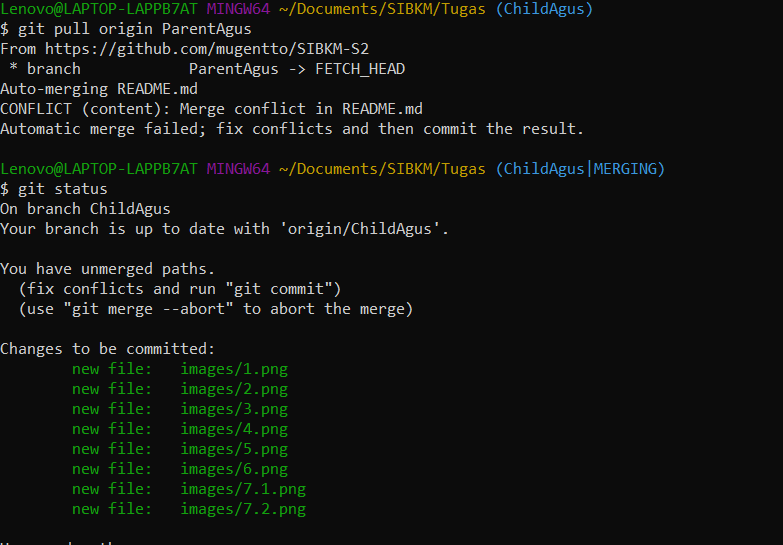 Lenovo@LAPTOP-LAPPB7AT MINGW64 ~/Documents/SIBKM/Tugas (ChildAgus)
$ git pull origin ParentAgus
From https://github.com/mugentto/SIBKM-S2
 * branch            ParentAgus -> FETCH_HEAD
Auto-merging README.md
CONFLICT (content): Merge conflict in README.md
Automatic merge failed; fix conflicts and then commit the result.

Lenovo@LAPTOP-LAPPB7AT MINGW64 ~/Documents/SIBKM/Tugas (ChildAgus|MERGING)
$ git status
On branch ChildAgus
Your branch is up to date with 'origin/ChildAgus'.

You have unmerged paths.
  (fix conflicts and run "git commit")
  (use "git merge --abort" to abort the merge)

Changes to be committed:
        new file:   images/1.png
        new file:   images/2.png
        new file:   images/3.png
        new file:   images/4.png
        new file:   images/5.png
        new file:   images/6.png
        new file:   images/7.1.png
        new file:   images/7.2.png